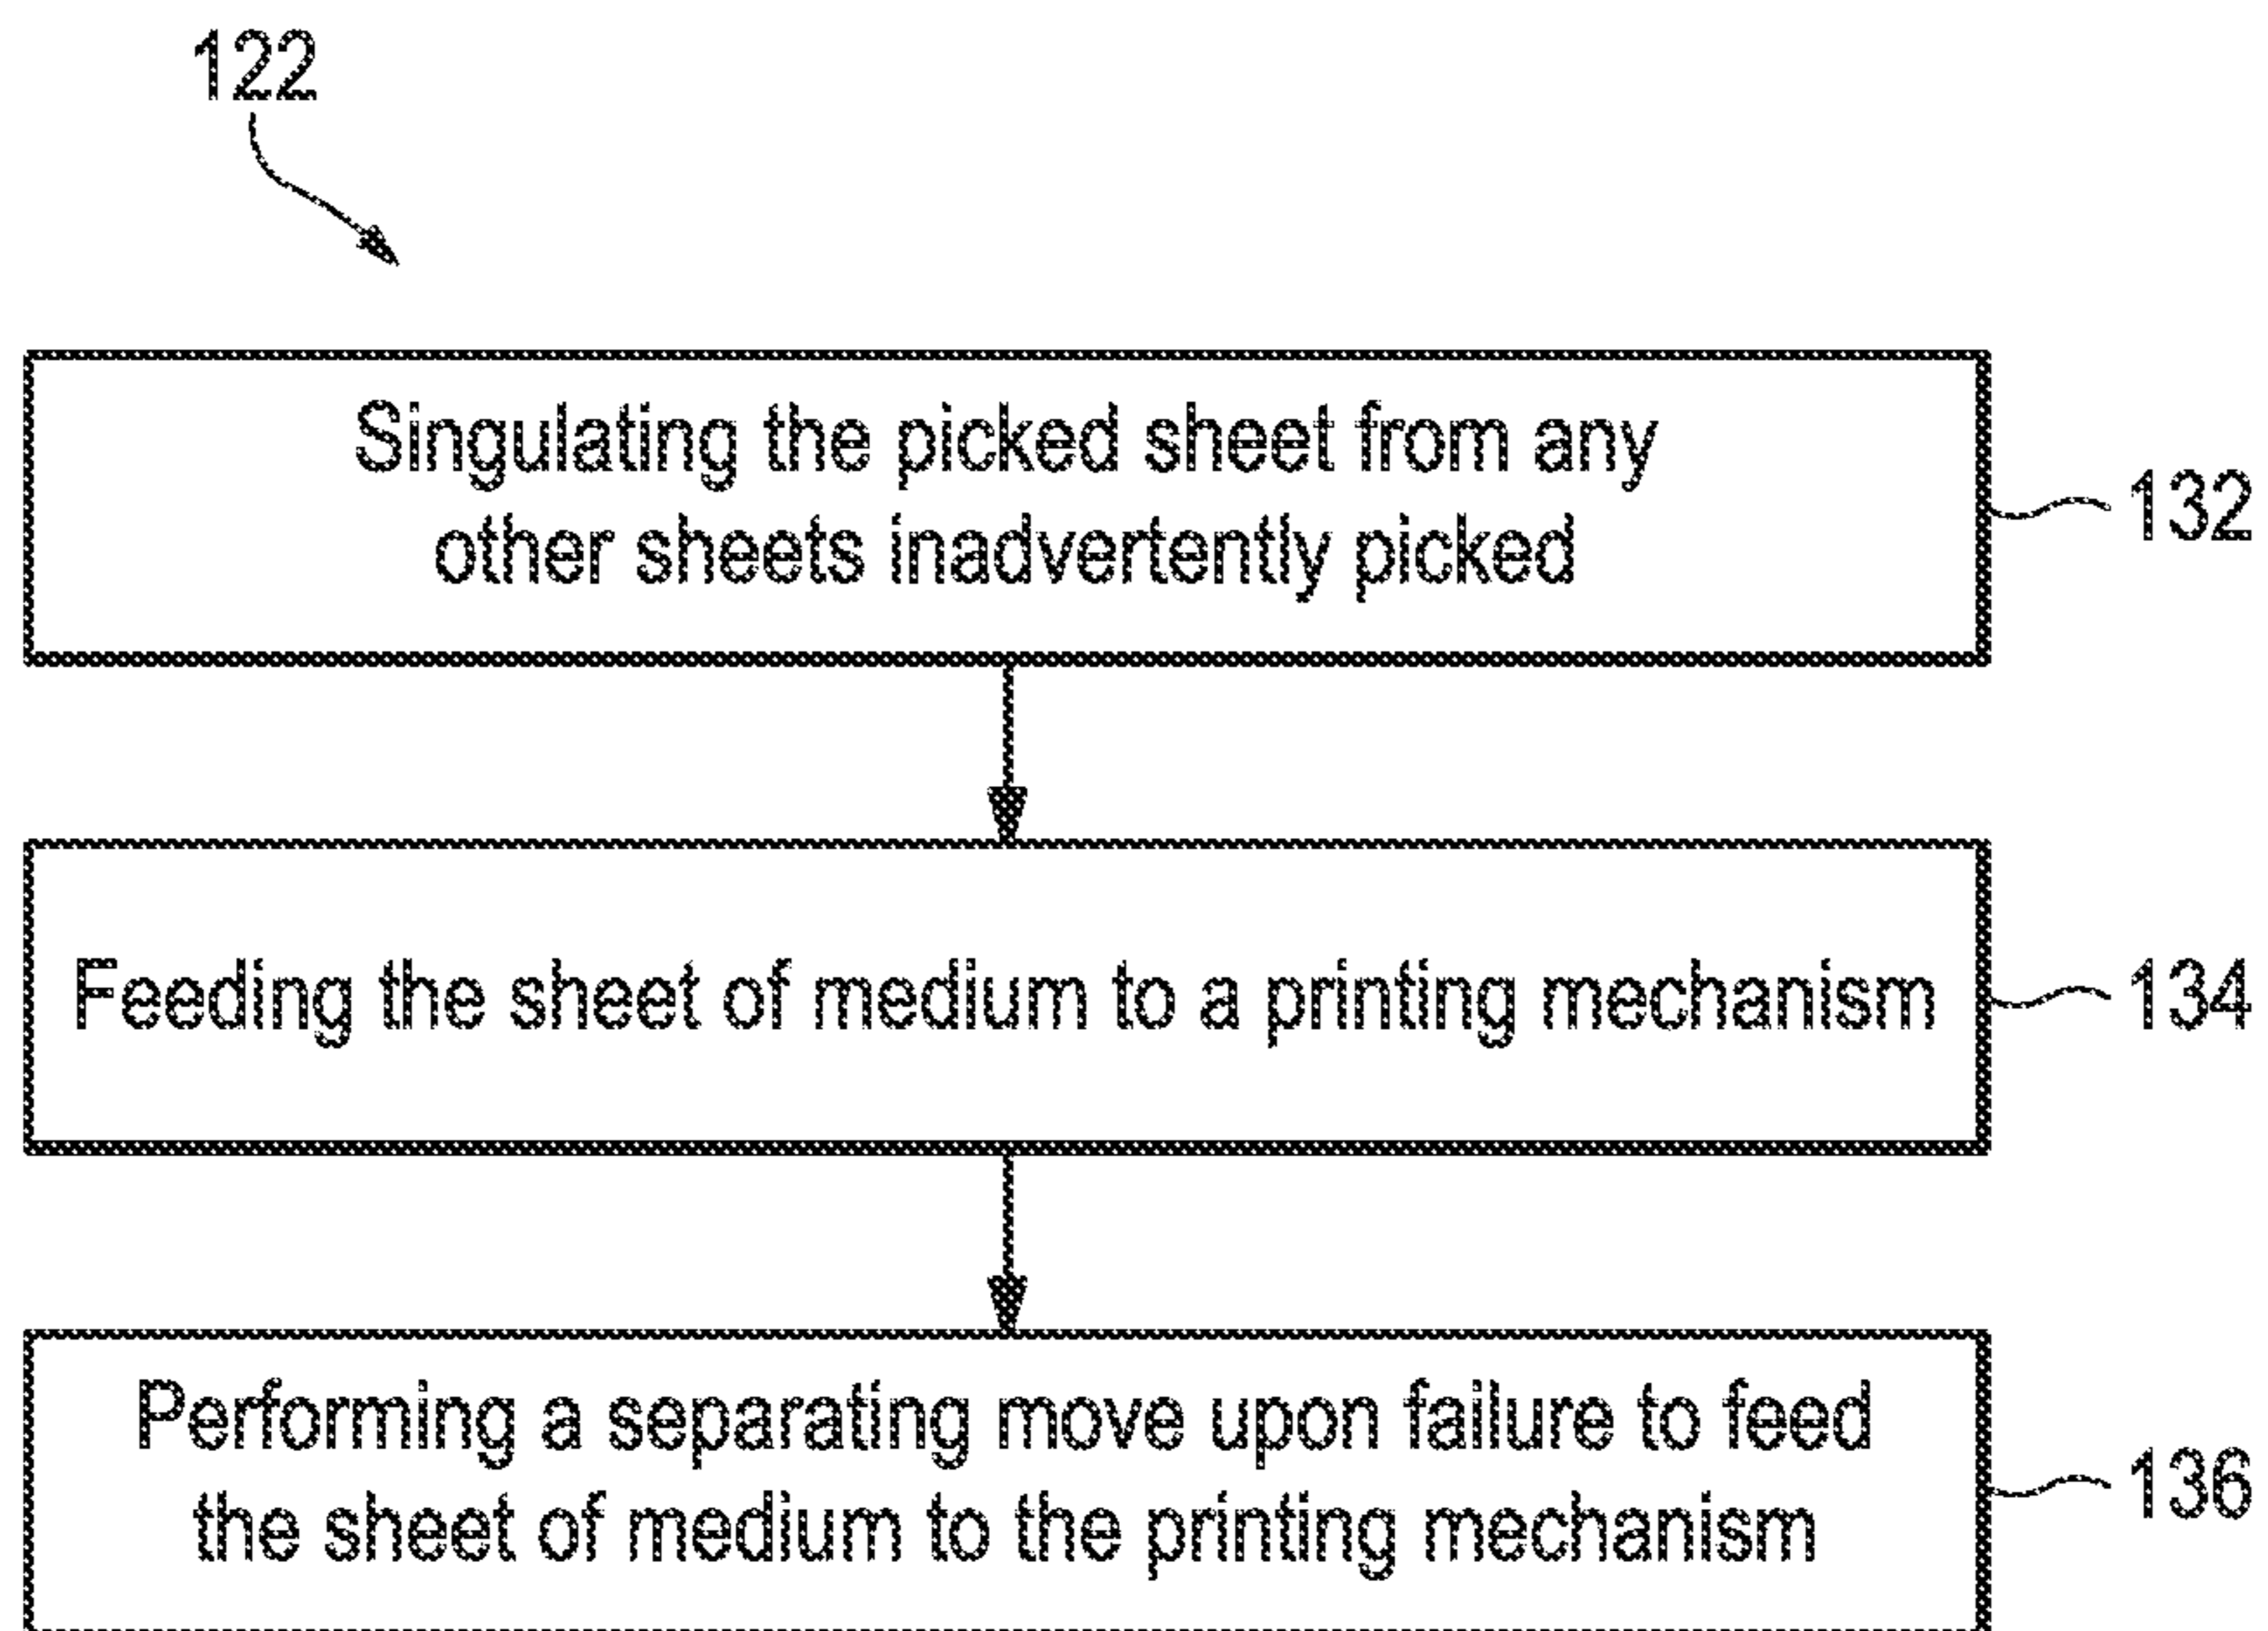 122
Singulating the picked sheet from any
other sheets inadvertently picked
132
Feeding the sheet of medium to a printing mechanism
134
Performing a separating move upon failure to feed
the sheet of medium to the printing mechanism
136